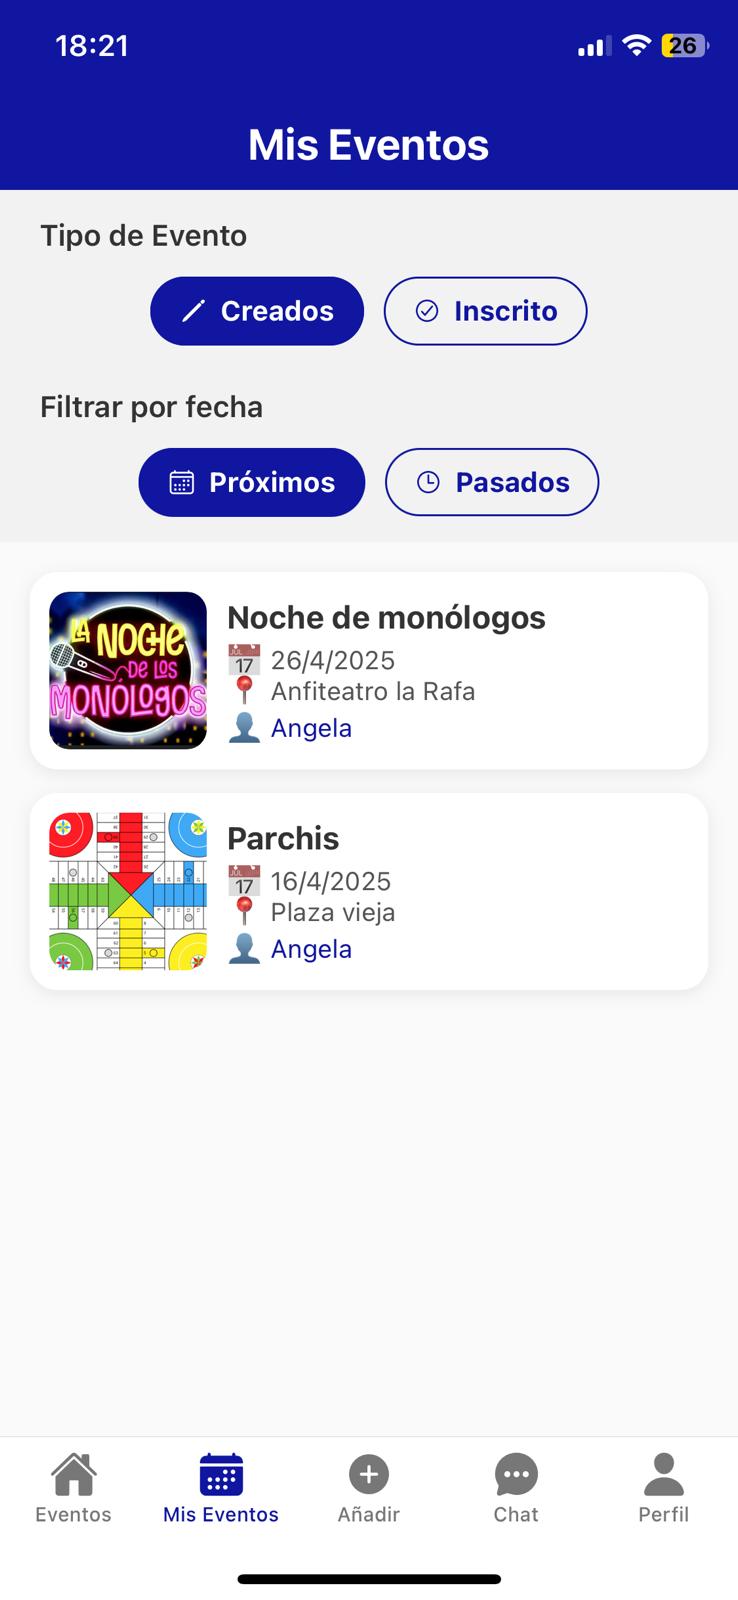 18:21
26
Mis Eventos
Tipo de Evento
Creados
Inscrito
Filtrar por fecha
Próximos
Pasados
LA NOCHE
DE LOS
MONÓLOGOS
Noche de monólogos
JUL
17
26/4/2025
Anfiteatro la Rafa
Angela
Parchis
JUL
17
16/4/2025
Plaza vieja
Angela
Eventos
Mis Eventos
Añadir
Chat
Perfil